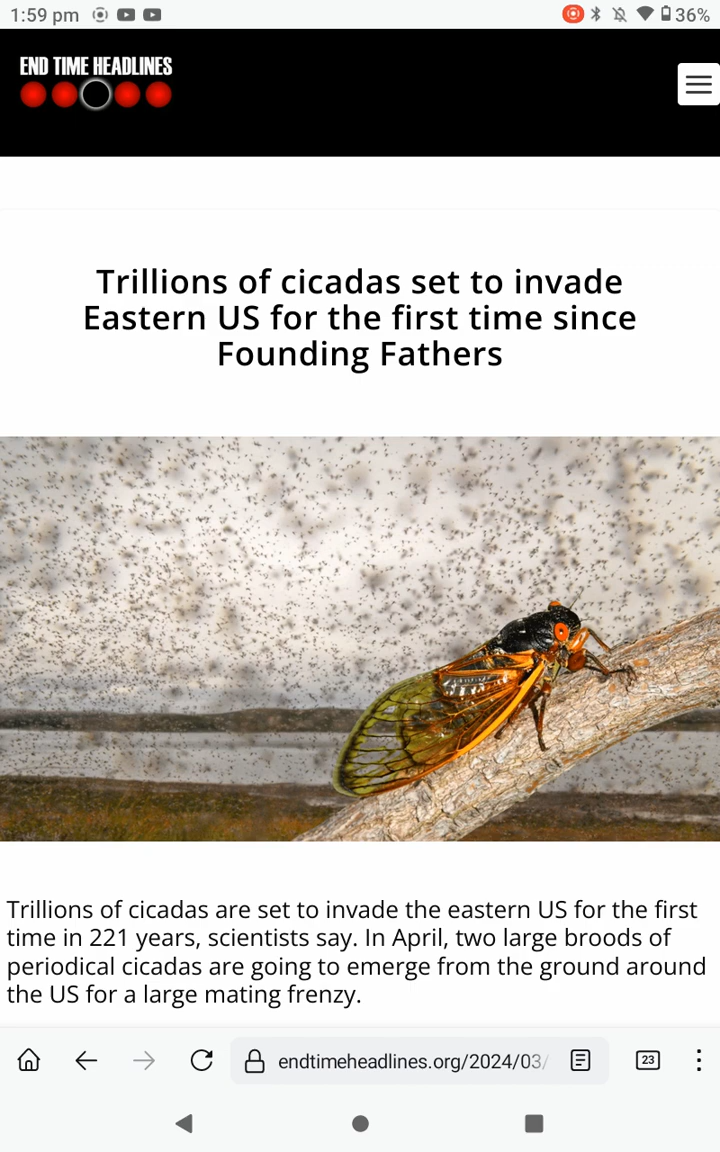 1:59 pm
36%
END TIME HEADLINES
Trillions of cicadas set to invade
Eastern US for the first time since
Founding Fathers
Trillions of cicadas are set to invade the eastern US for the first
time in 221 years, scientists say. In April, two large broods of
periodical cicadas are going to emerge from the ground around
the US for a large mating frenzy.
endtimeheadlines.org/2024/03/
23